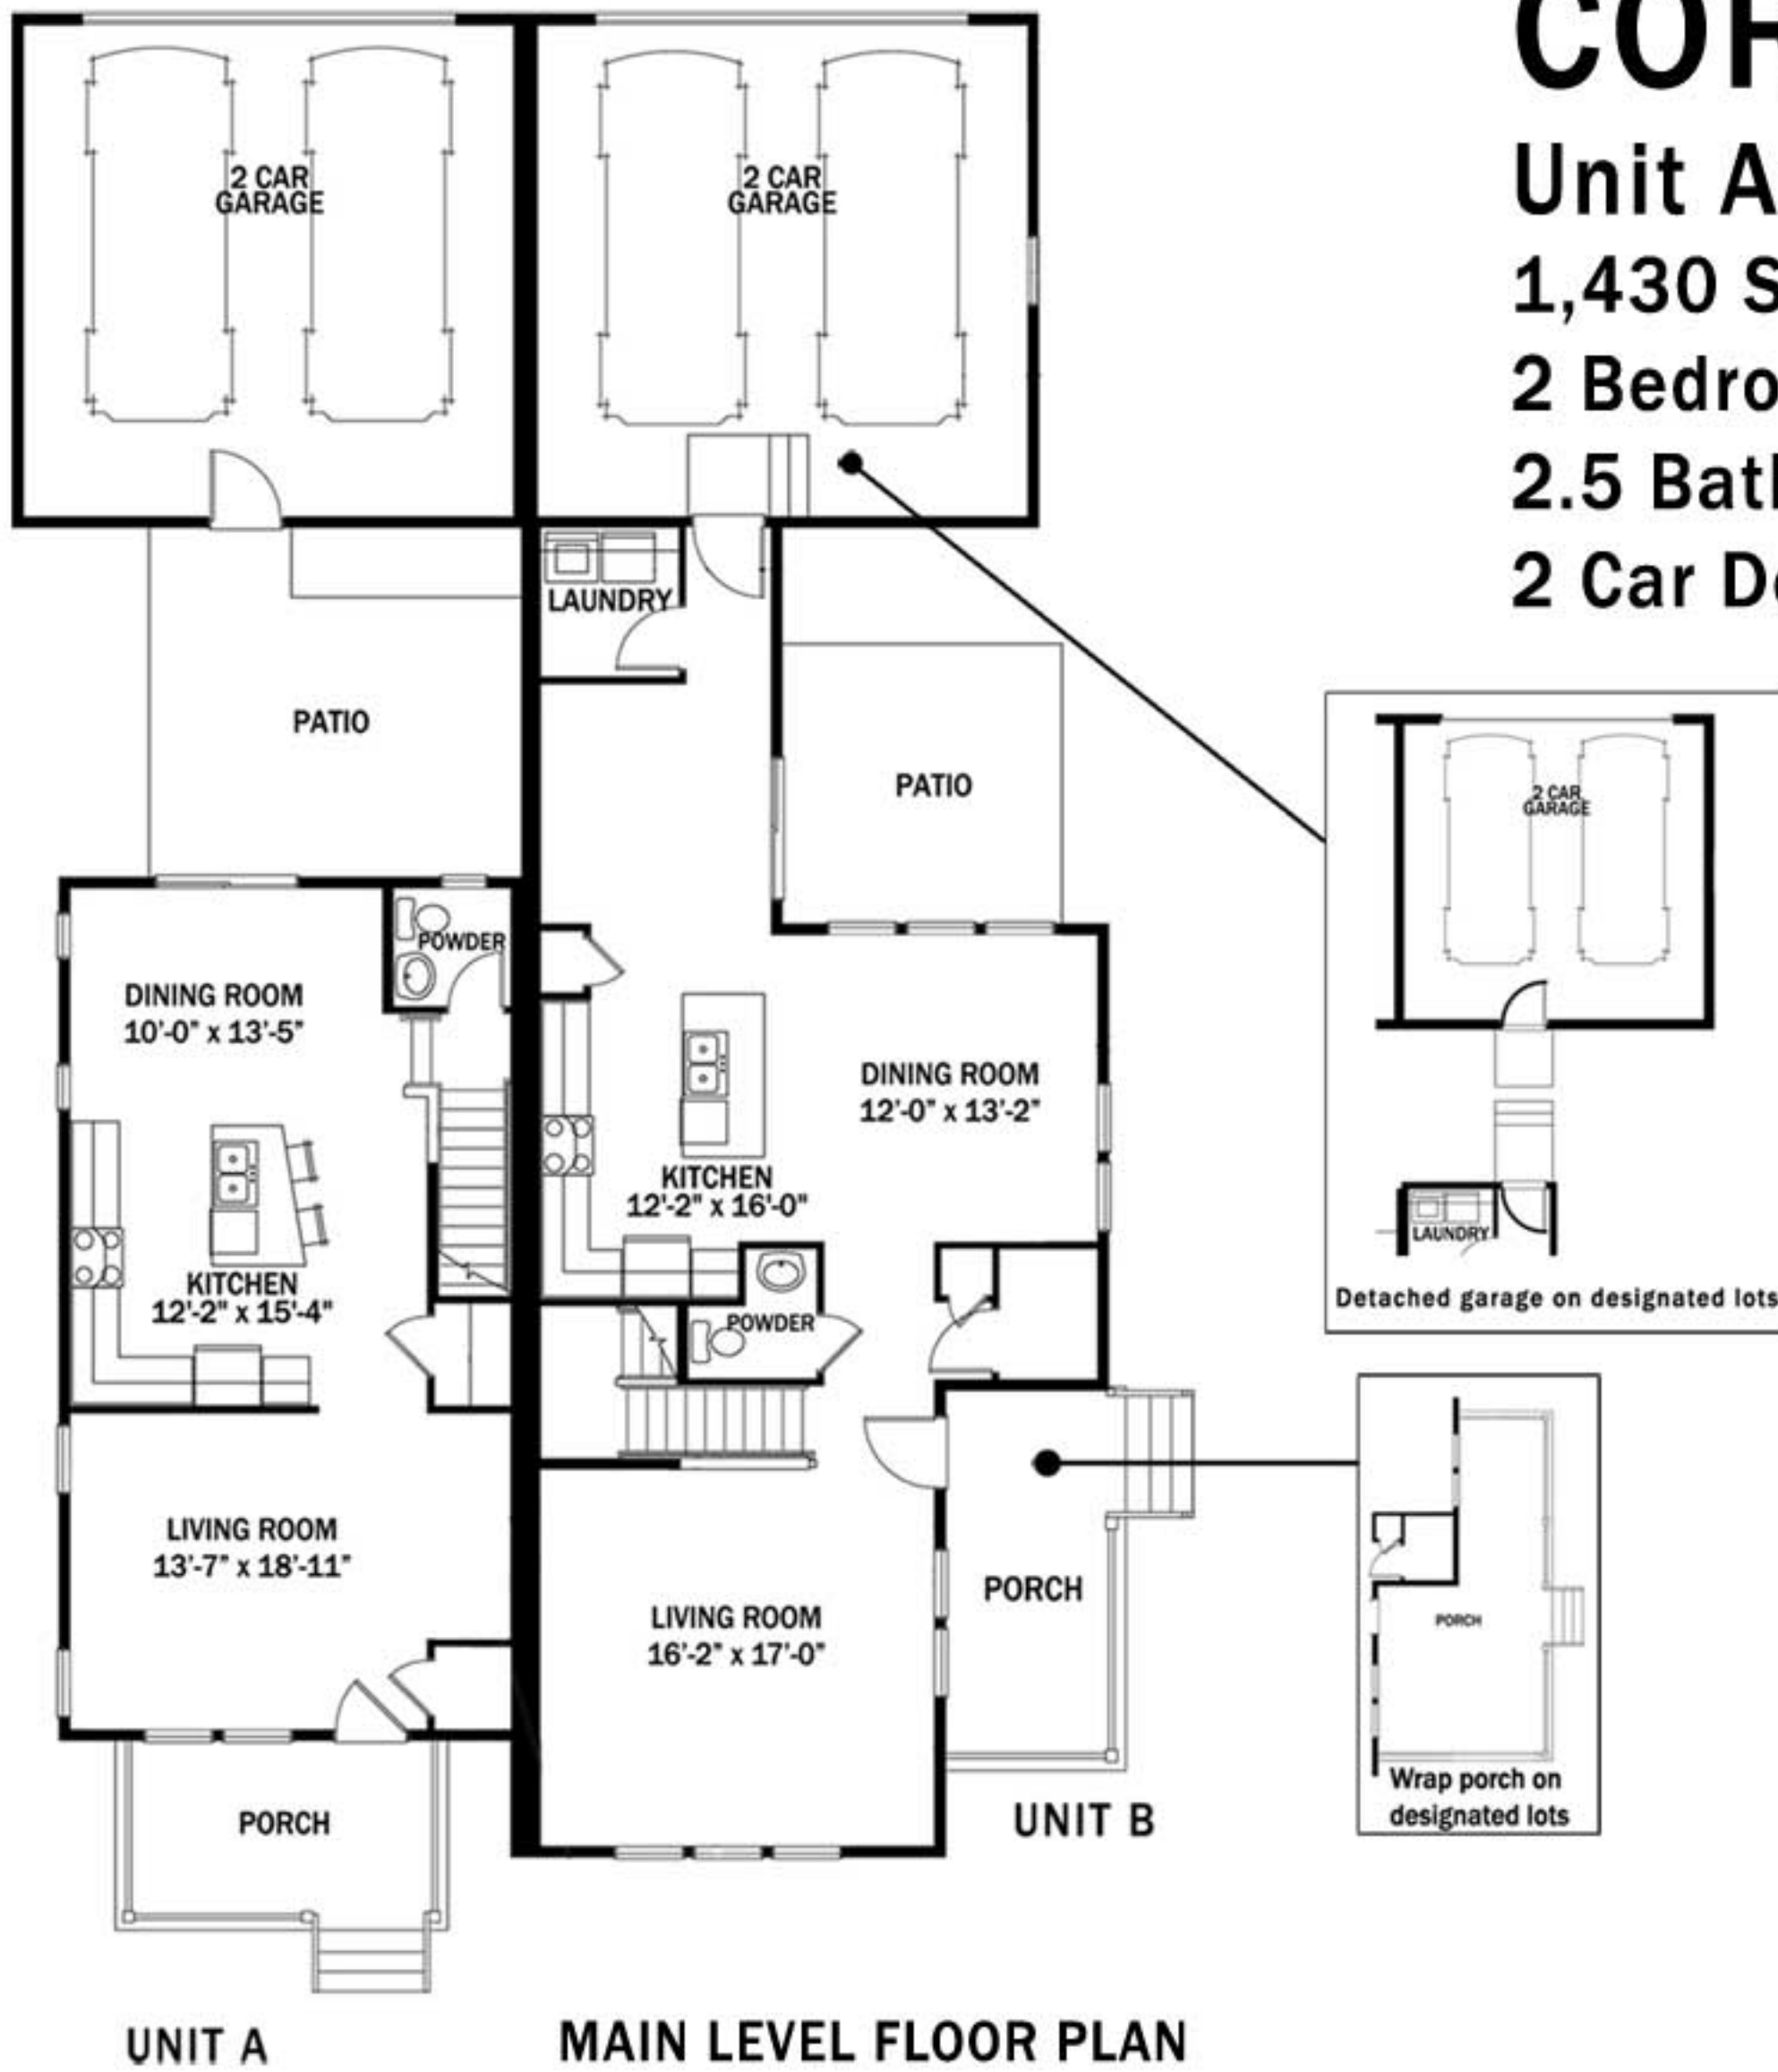 Unit A
1,430
2
2.5
2 Car
2 CAR
GARAGE
2 CAR
GARAGE
LAUNDRY
PATIO
PATIO
POWDER
DINING ROOM
10'-0" x 13'-5"
DINING ROOM
12'-0" x 13'-2"
KITCHEN
12'-2" x 16'-0"
KITCHEN
12'-2" x 15'-4"
POWDER
LIVING ROOM
13'-7" x 18'-11"
LIVING ROOM
16'-2" x 17'-0"
PORCH
PORCH
UNIT B
UNIT A
MAIN LEVEL FLOOR PLAN
2 CAR
GARAGE
LAUNDRY
Detached garage on designated lots
PORCH
Wrap porch on
designated lots